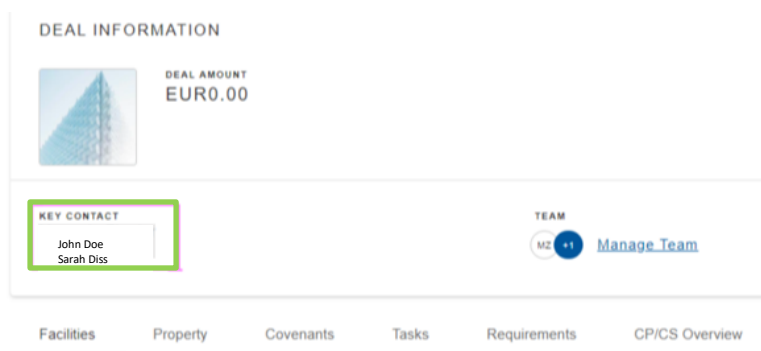 DEAL INFORMATION
DEAL AMOUNT
EUR0.00
KEY CONTACT
John Doe
Sarah Diss
TEAM
MZ +1 Manage Team
Facilities Property Covenants Tasks Requirements CP/CS Overview